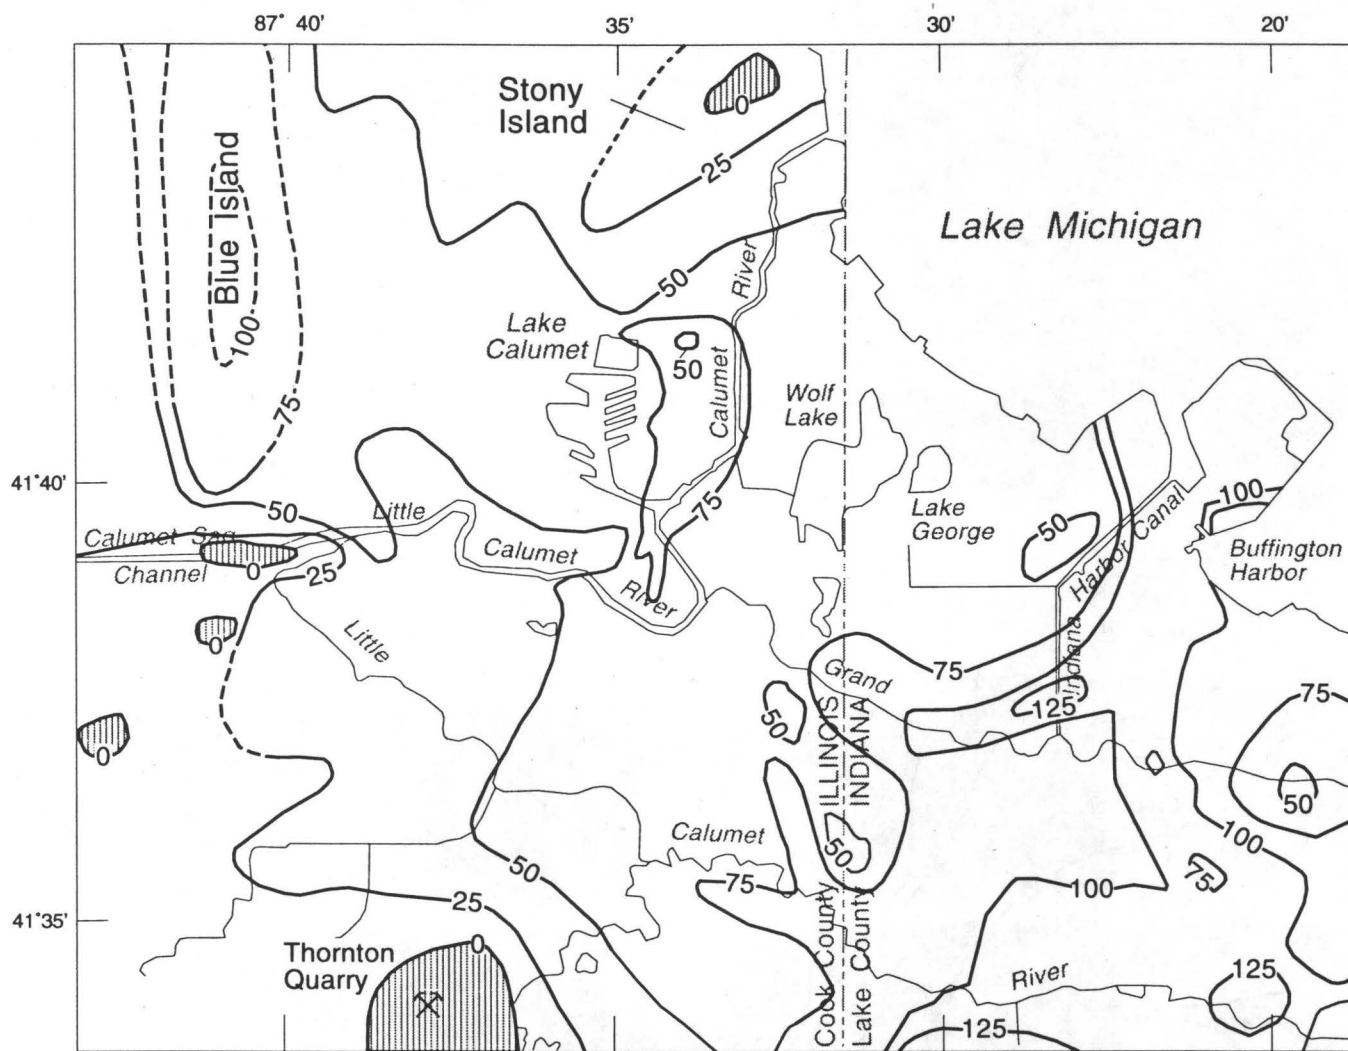 87° 40'
35'
30'
20'
Stony
Island
0
25
Blue Island
100
75
50
River
Lake Michigan
Lake
Calumet
50
Calumet
Wolf
Lake
41°40'
50
Little
Calumet Sag
Channel
0
25
Calumet
River
75
Lake
George
50
Harbor Canal
Indiana
100
Buffington
Harbor
0
Little
Grand
75
75
125
50
0
ILLINOIS
INDIANA
50
50
100
Calumet
50
75
100
75
25
41°35'
Cook County
Lake County
Thornton
Quarry
0
River
125
125